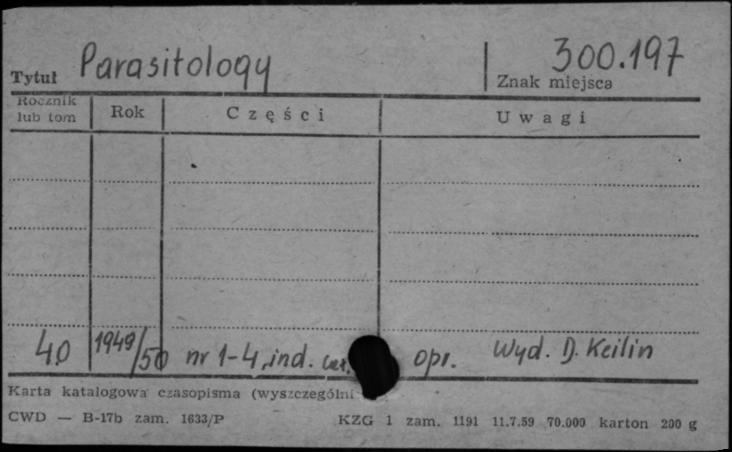 Tytuł Parasitology 300.197
Znak miejsca
Rocznik lub tom Rok Części Uwagi
40 1949/50 nr 1-4, ind. opr. Wyd. D. Keilin
Karta katalogowa czasopisma (wyszczególni
CWD — B-17b zam. 1633/P KZG 1 zam. 1191 11.7.59 70.000 karton 200 g